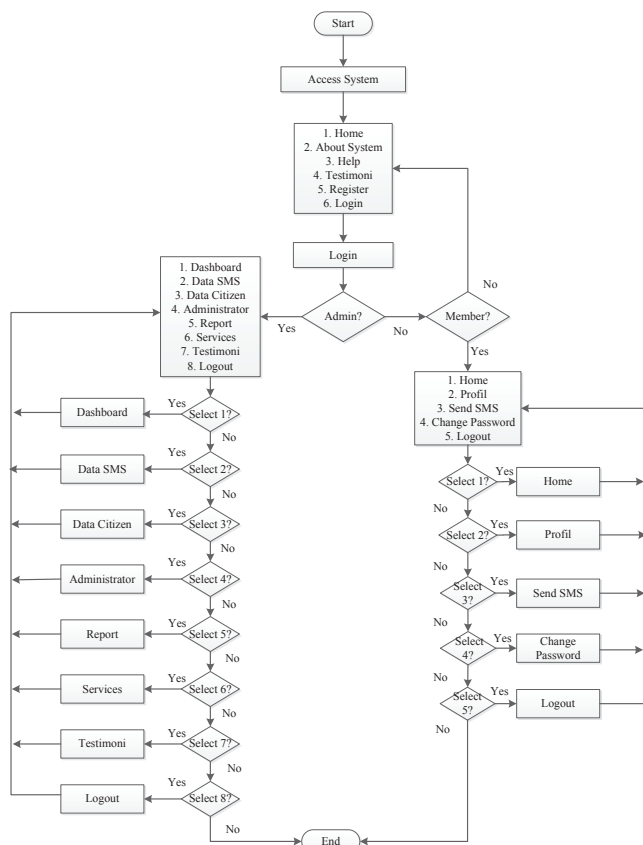 Start
Access System
1. Home
2. About System
3. Help
4. Testimoni
5. Register
6. Login
Login
Admin?
Yes
No
Member?
No
Yes
1. Dashboard
2. Data SMS
3. Data Citizen
4. Administrator
5. Report
6. Services
7. Testimoni
8. Logout
Select 1?
Yes
Dashboard
No
Select 2?
Yes
Data SMS
No
Select 3?
Yes
Data Citizen
No
Select 4?
Yes
Administrator
No
Select 5?
Yes
Report
No
Select 6?
Yes
Services
No
Select 7?
Yes
Testimoni
No
Select 8?
Yes
Logout
No
1. Home
2. Profil
3. Send SMS
4. Change Password
5. Logout
Select 1?
Yes
Home
No
Select 2?
Yes
Profil
No
Select
3?
Yes
Send SMS
No
Select
4?
Yes
Change
Password
No
Select
5?
Yes
Logout
No
End